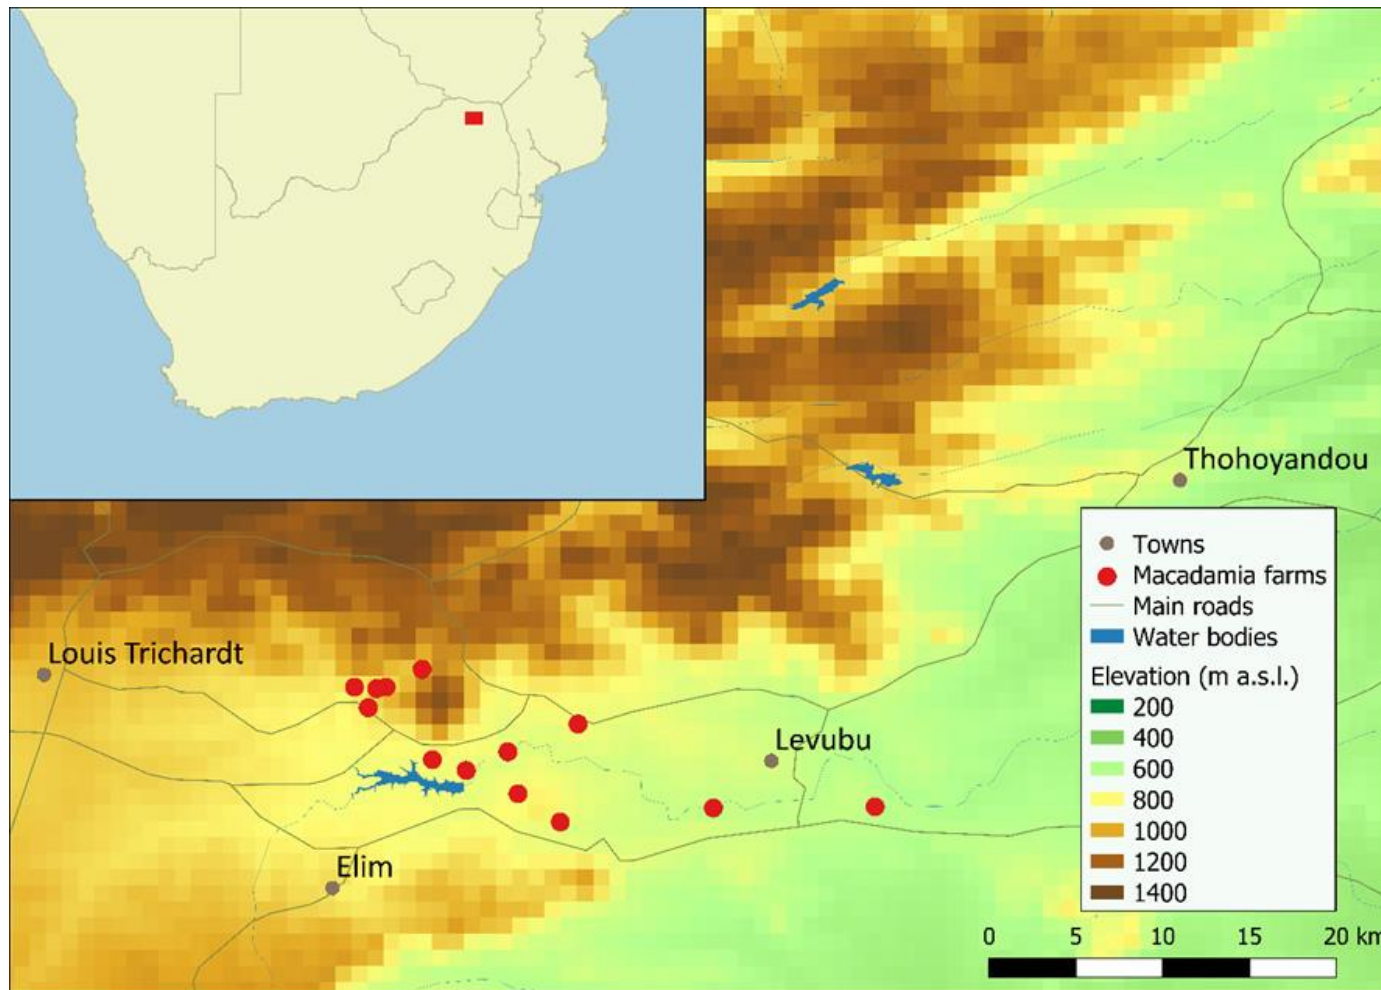 Thohoyandou
Towns
Macadamia farms
Main roads
Water bodies
Elevation (m a.s.l.)
200
400
600
800
1000
1200
1400
Louis Trichardt
Levubu
Elim
0 5 10 15 20 km